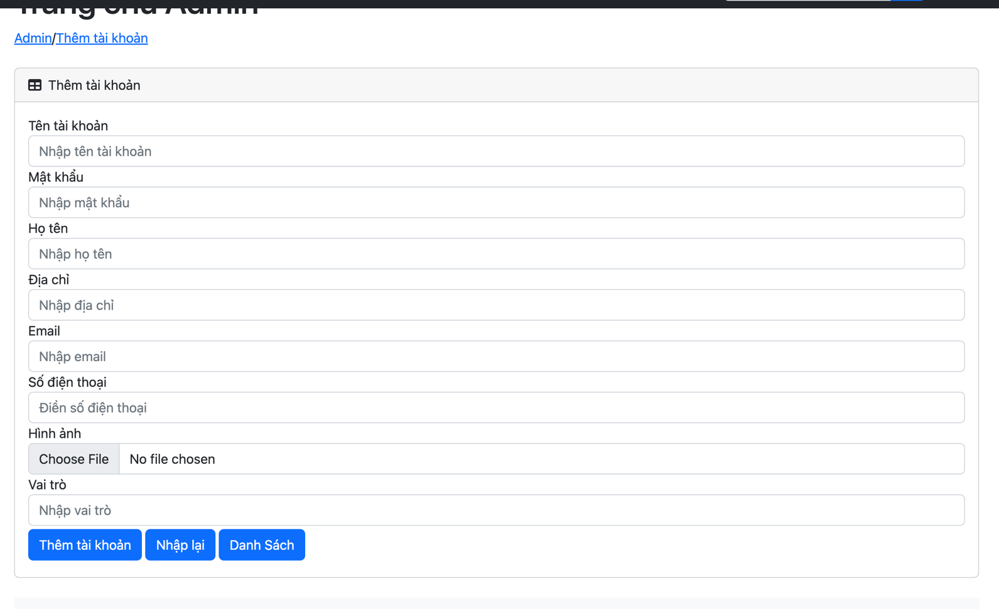 Trang chủ Admin
Admin/Thêm tài khoản
Thêm tài khoản
Tên tài khoản
Nhập tên tài khoản
Mật khẩu
Nhập mật khẩu
Họ tên
Nhập họ tên
Địa chỉ
Nhập địa chỉ
Email
Nhập email
Số điện thoại
Điền số điện thoại
Hình ảnh
Choose File No file chosen
Vai trò
Nhập vai trò
Thêm tài khoản Nhập lại Danh Sách